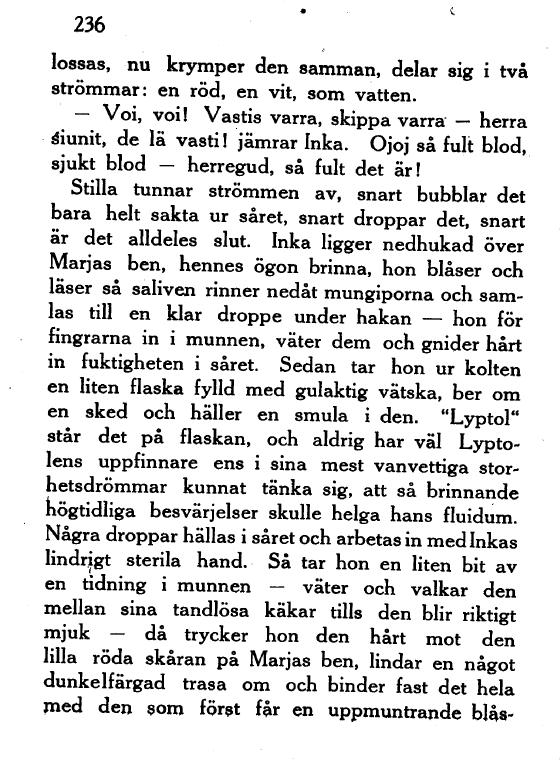 236
lossas, nu krymper den samman, delar sig i två
strömmar: en röd, en vit, som vatten.
— Voi, voi! Vastis varra, skippa varra — herra
siunit, de lä vasti! jämrar Inka. Ojoj så fult blod,
sjukt blod — herregud, så fult det är!
Stilla tunnar strömmen av, snart bubblar det
bara helt sakta ur såret, snart droppar det, snart
är det alldeles slut. Inka ligger nedhukad över
Marjas ben, hennes ögon brinna, hon blåser och
läser så saliven rinner nedåt mungiporna och sam-
las till en klar droppe under hakan — hon för
fingrarna in i munnen, väter dem och gnider hårt
in fuktigheten i såret. Sedan tar hon ur kolten
en liten flaska fylld med gulaktig vätska, ber om
en sked och häller en smula i den. “Lyptol“
står det på flaskan, och aldrig har väl Lypto-
lens uppfinnare ens i sina mest vanvettiga stor-
hetsdrömmar kunnat tänka sig, att så brinnande
högtidliga besvärjelser skulle helga hans fluidum.
Några droppar hällas i såret och arbetas in med Inkas
lindrigt sterila hand. Så tar hon en liten bit av
en tidning i munnen — väter och valkar den
mellan sina tandlösa käkar tills den blir riktigt
mjuk — då trycker hon den hårt mot den
lilla röda skåran på Marjas ben, lindar en något
dunkelfärgad trasa om och binder fast det hela
med den som först får en uppmuntrande blås-